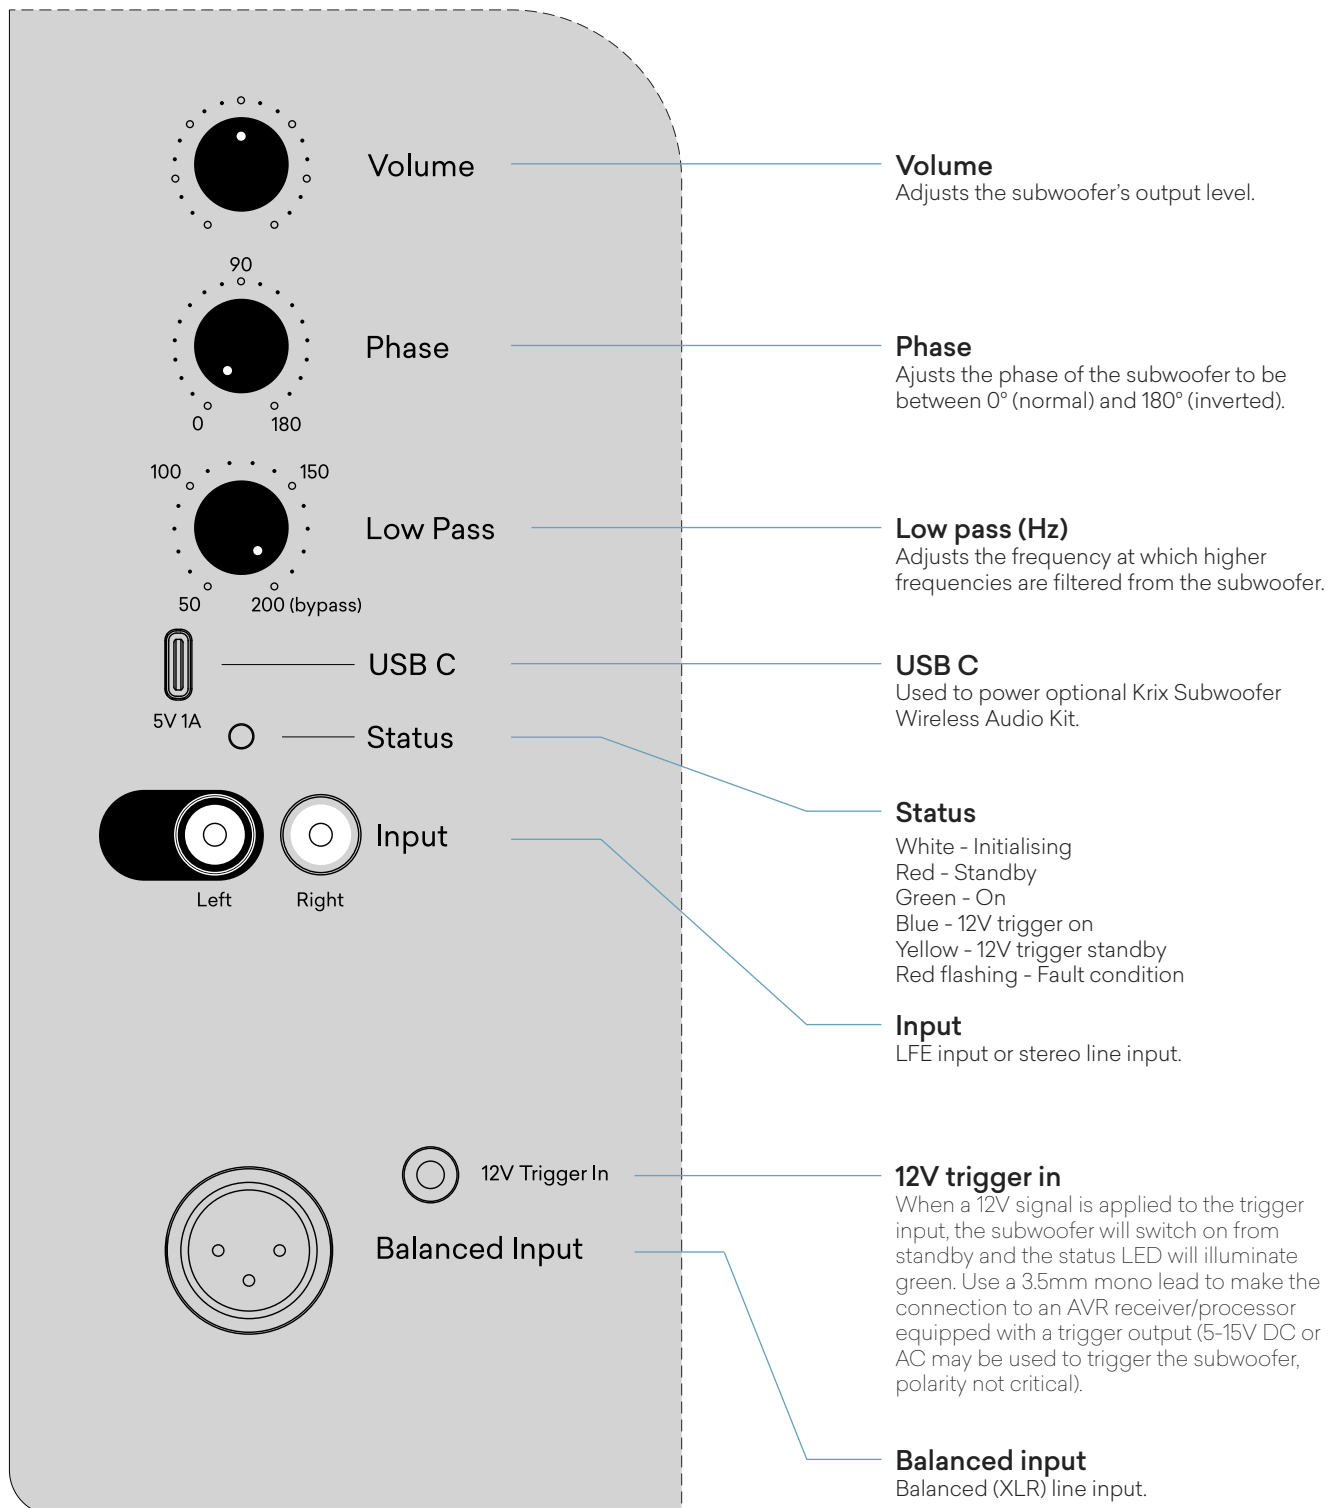 Volume
90
Phase
0
180
100
150
Low Pass
50
200 (bypass)
USB C
5V 1A
Status
Input
Left
Right
12V Trigger In
Balanced Input
Volume
Adjusts the subwoofer’s output level.
Phase
Ajusts the phase of the subwoofer to be
between 0° (normal) and 180° (inverted).
Low pass (Hz)
Adjusts the frequency at which higher
frequencies are filtered from the subwoofer.
USB C
Used to power optional Krix Subwoofer
Wireless Audio Kit.
Status
White - Initialising
Red - Standby
Green - On
Blue - 12V trigger on
Yellow - 12V trigger standby
Red flashing - Fault condition
Input
LFE input or stereo line input.
12V trigger in
When a 12V signal is applied to the trigger
input, the subwoofer will switch on from
standby and the status LED will illuminate
green. Use a 3.5mm mono lead to make the
connection to an AVR receiver/processor
equipped with a trigger output (5-15V DC or
AC may be used to trigger the subwoofer,
polarity not critical).
Balanced input
Balanced (XLR) line input.